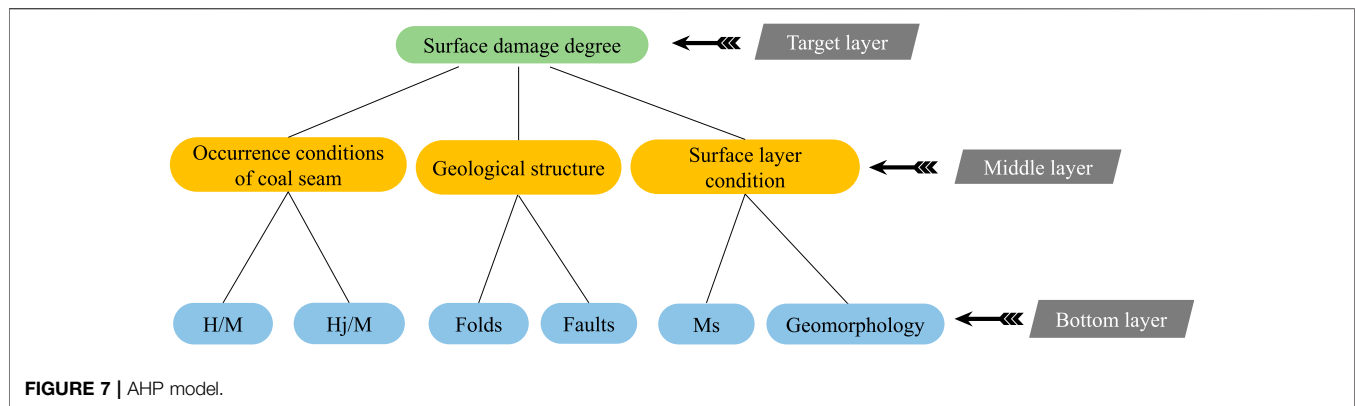 Surface damage degree
Target layer
Occurrence conditions
of coal seam
Geological structure
Surface layer
condition
Middle layer
H/M
Hj/M
Folds
Faults
Ms
Geomorphology
Bottom layer
FIGURE 7 | AHP model.